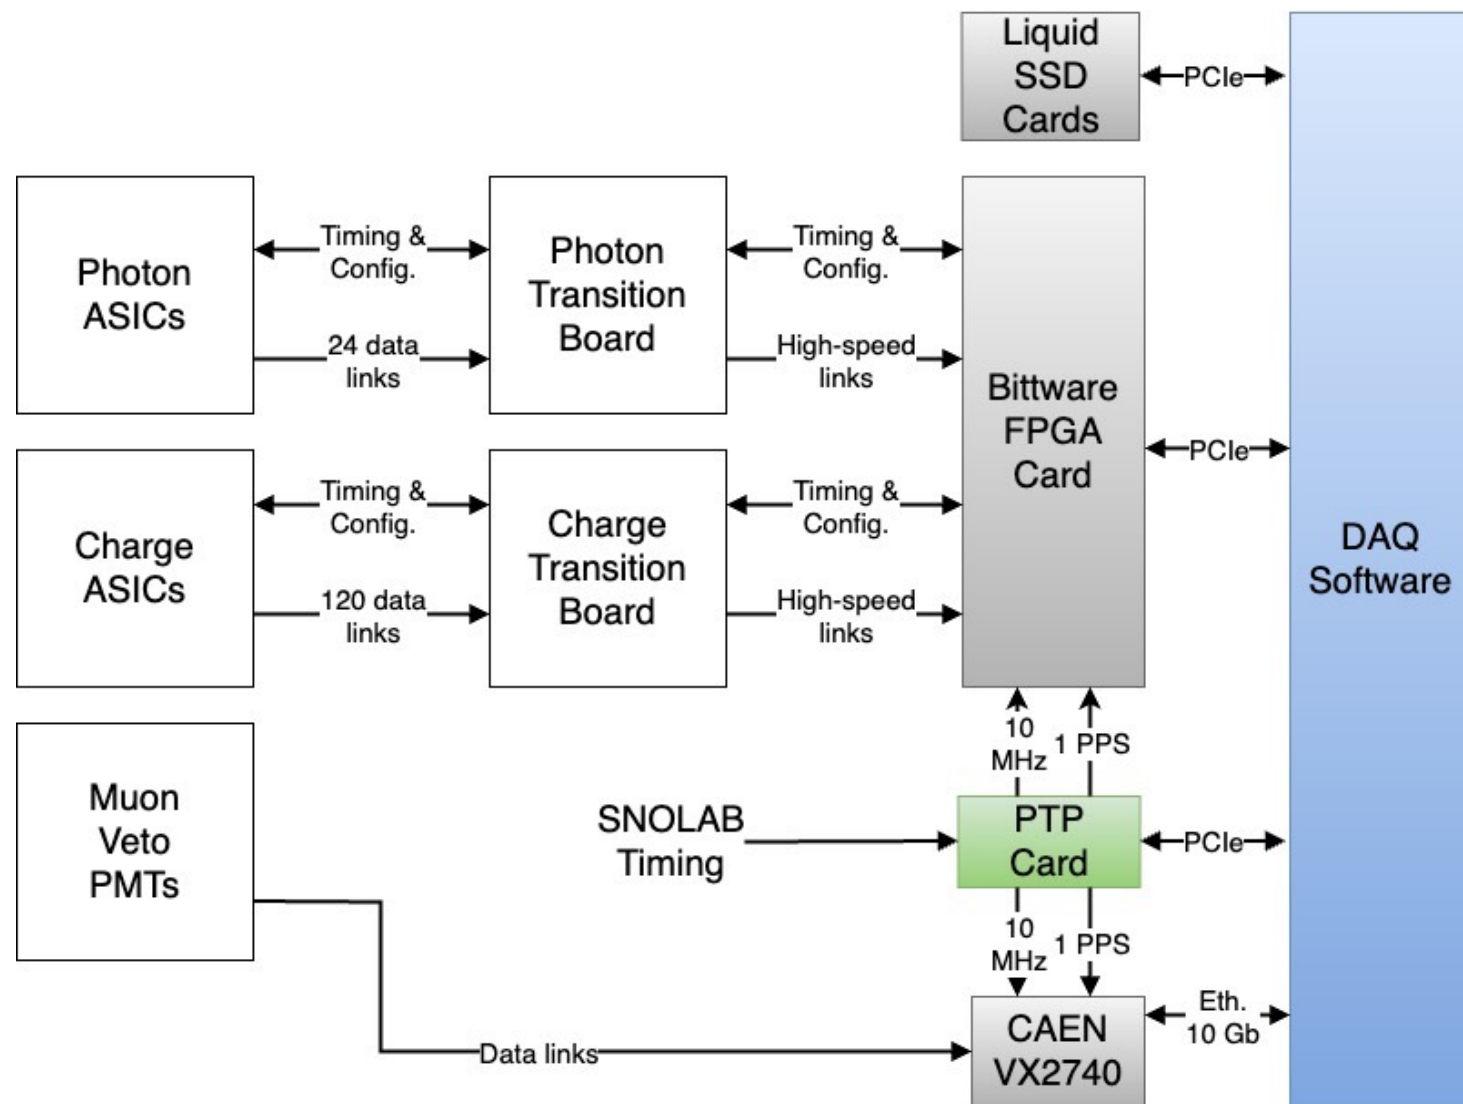 Liquid
SSD
Cards
PCIe
Photon
ASICs
Timing &
Config.
24 data
links
Photon
Transition
Board
Timing &
Config.
High-speed
links
Bittware
FPGA
Card
PCIe
DAQ
Software
Charge
ASICs
Timing &
Config.
120 data
links
Charge
Transition
Board
Timing &
Config.
High-speed
links
10
MHz
1 PPS
Muon
Veto
PMTs
SNOLAB
Timing
PTP
Card
PCIe
10
MHz
1 PPS
Data links
CAEN
VX2740
Eth.
10 Gb